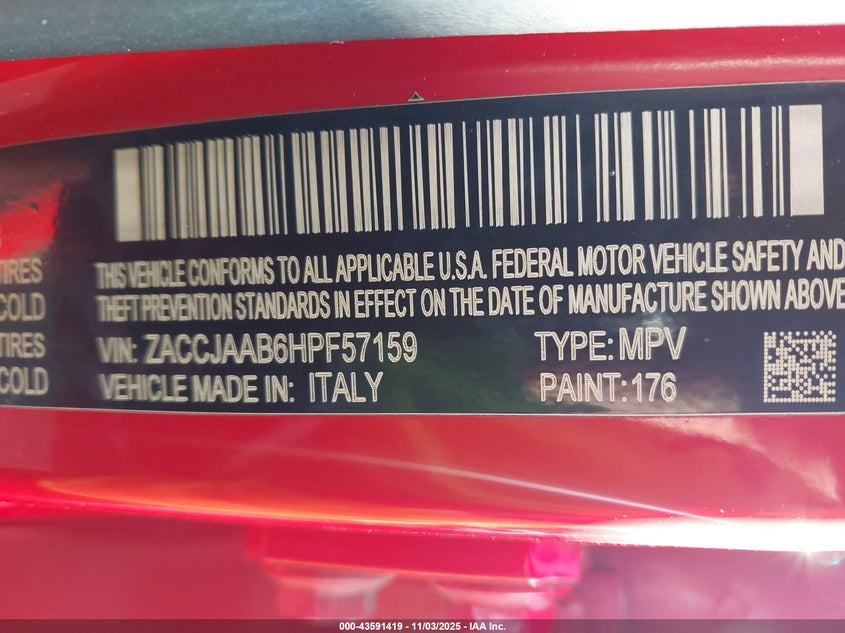 THIS VEHICLE CONFORMS TO ALL APPLICABLE U.S.A. FEDERAL MOTOR VEHICLE SAFETY AND
TIRES
THEFT PREVENTION STANDARDS IN EFFECT ON THE DATE OF MANUFACTURE SHOWN ABOVE
COLD
VIN: ZACCJAAB6HPF57159 TYPE: MPV
TIRES
VEHICLE MADE IN: ITALY PAINT: 176
COLD
000-43591419 - 11/03/2025 - IAA Inc.